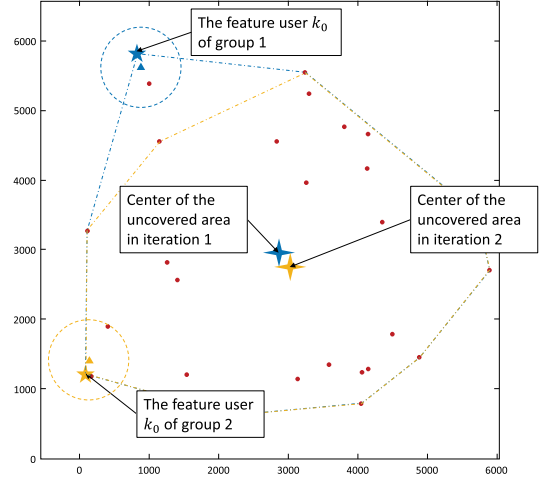 The feature user k₀
of group 1
Center of the
uncovered area
in iteration 1
Center of the
uncovered area
in iteration 2
The feature user
k₀ of group 2
6000
5000
4000
3000
2000
1000
0
0 1000 2000 3000 4000 5000 6000